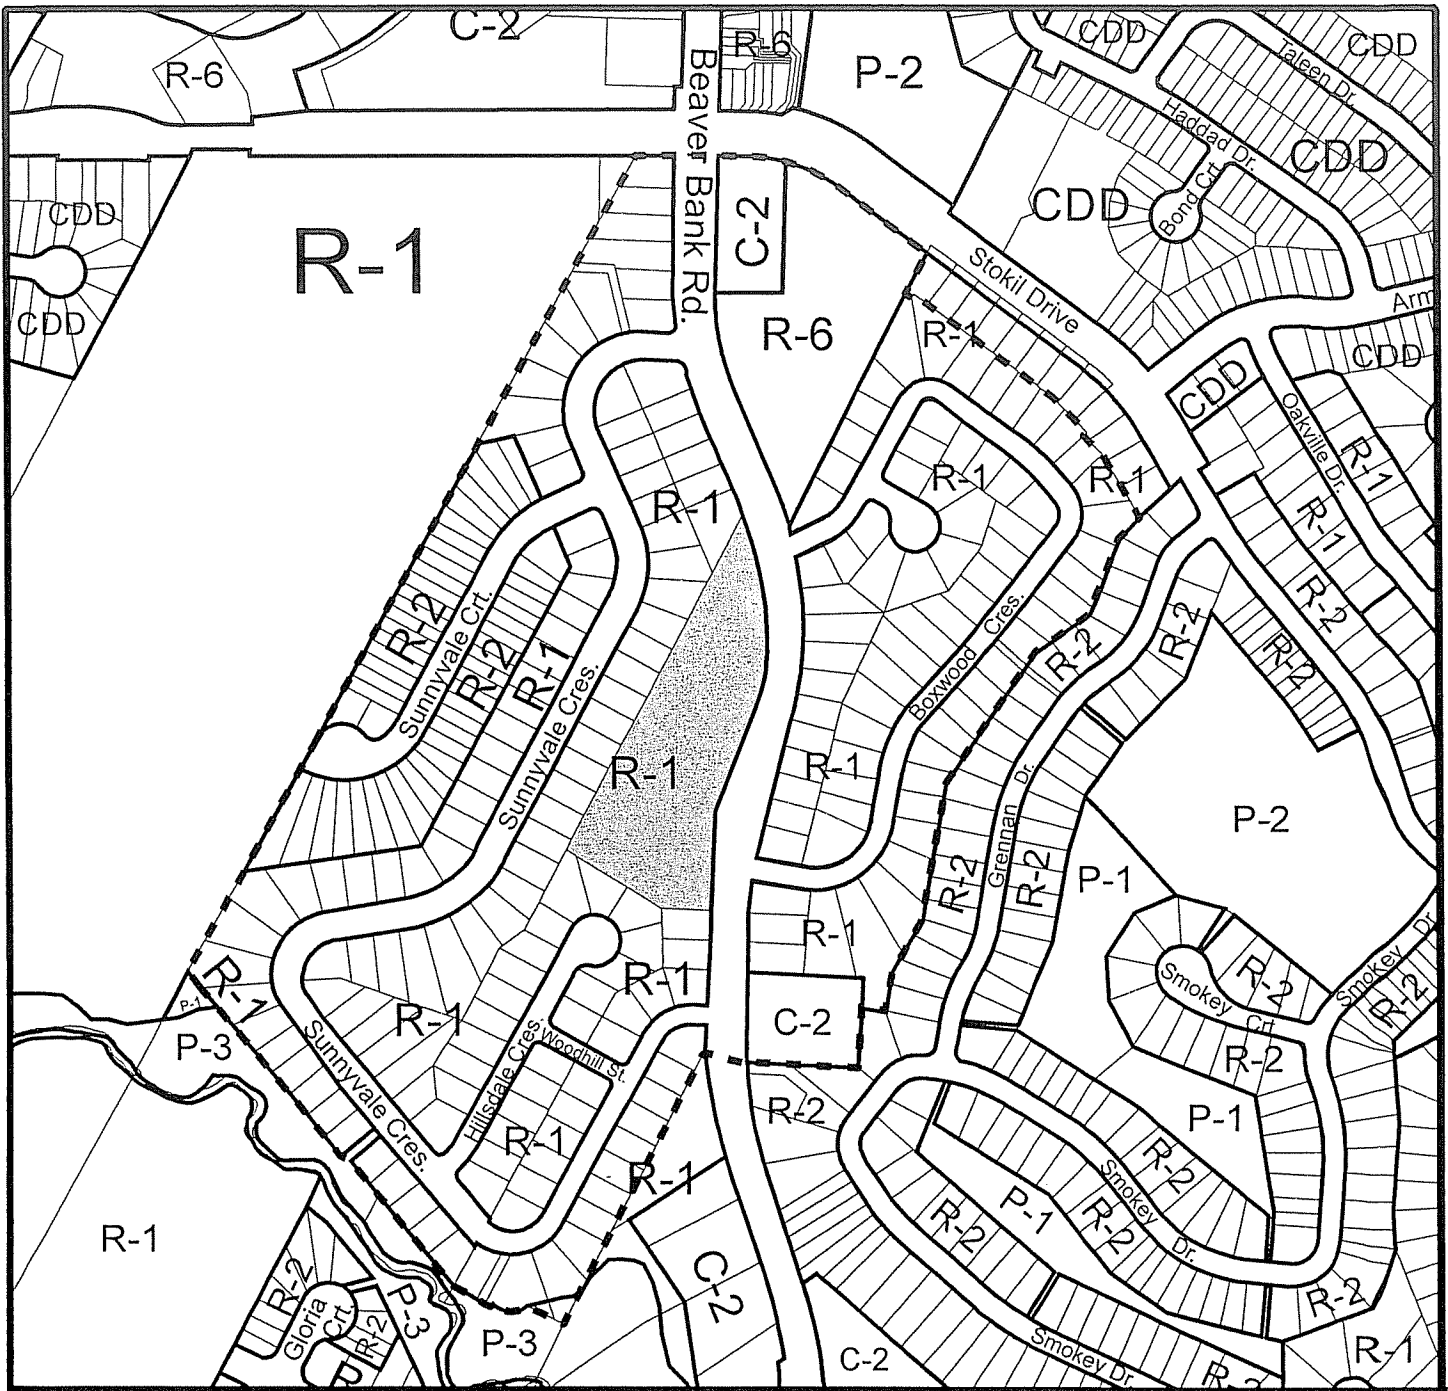 C-2
R-6
R-6
P-2
CDD
CDD
Taleen Dr.
Haddad Dr.
CDD
Beaver Bank Rd.
C-2
CDD
Bond Crt.
CDD
R-1
CDD
Stokil Drive
Arm
R-6
R-1
CDD
CDD
Oakville Dr.
R-1
R-1
R-1
R-1
R-1
R-2
R-2
R-2
R-2
R-2
Sunnyvale Crt.
R-2
R-1
Sunnyvale Cres.
Boxwood Cres.
R-1
R-1
Grennan Dr.
P-2
R-2
R-2
P-1
R-1
R-1
R-1
P-1
R-1
C-2
Smokey Crt
R-2
Smokey Dr.
R-2
R-2
P-3
Sunnyvale Cres.
Hillsdale Cres.
Woodhill St.
R-1
R-2
P-1
R-1
R-1
C-2
R-2
P-1
R-2
R-2
Smokey Dr.
R-2
R-2
Gloria Crt.
R-2
P-3
P-3
C-2
Smokey Dr.
R-2
R-1